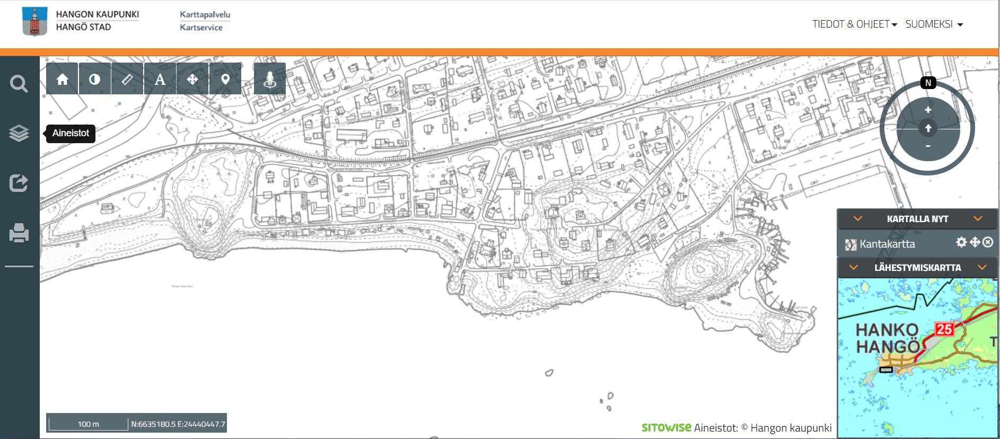 HANGON KAUPUNKI
HANGÖ STAD
Karttapalvelu
Kartservice
TIEDOT & OHJEET
SUOMEKSI
A
Aineistot
N
+
-
KARTALLA NYT
Kantakartta
LÄHESTYMISKARTTA
HANKO
HANGÖ
25
T
100 m
N:6635180.5 E:24440447.7
SITOWISE Aineistot: © Hangon kaupunki